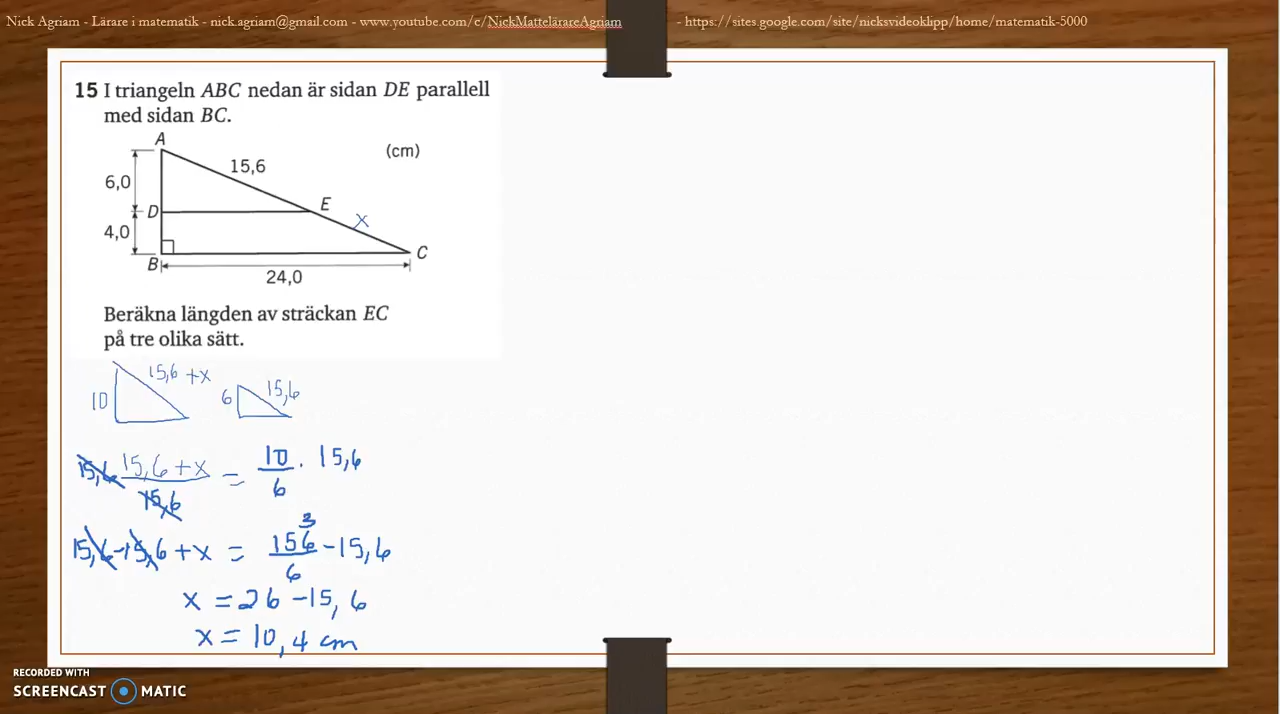 Nick Agriam - Lärare i matematik - nick.agriam@gmail.com - www.youtube.com/c/NickMattelärareAgriam - https://sites.google.com/site/nicksvideoklipp/home/matematik-5000
15 I triangeln ABC nedan är sidan DE parallell
med sidan BC.
A
(cm)
15,6
6,0
E
D
x
4,0
C
B
24,0
Beräkna längden av sträckan EC
på tre olika sätt.
15,6 +x
10
15,6
6
15,6 15,6 +x / 15,6 = 10/6 · 15,6
3
15,6-15,6 +x = 156/6 -15,6
x = 26 -15,6
x = 10,4 cm
RECORDED WITH
SCREENCAST MATIC